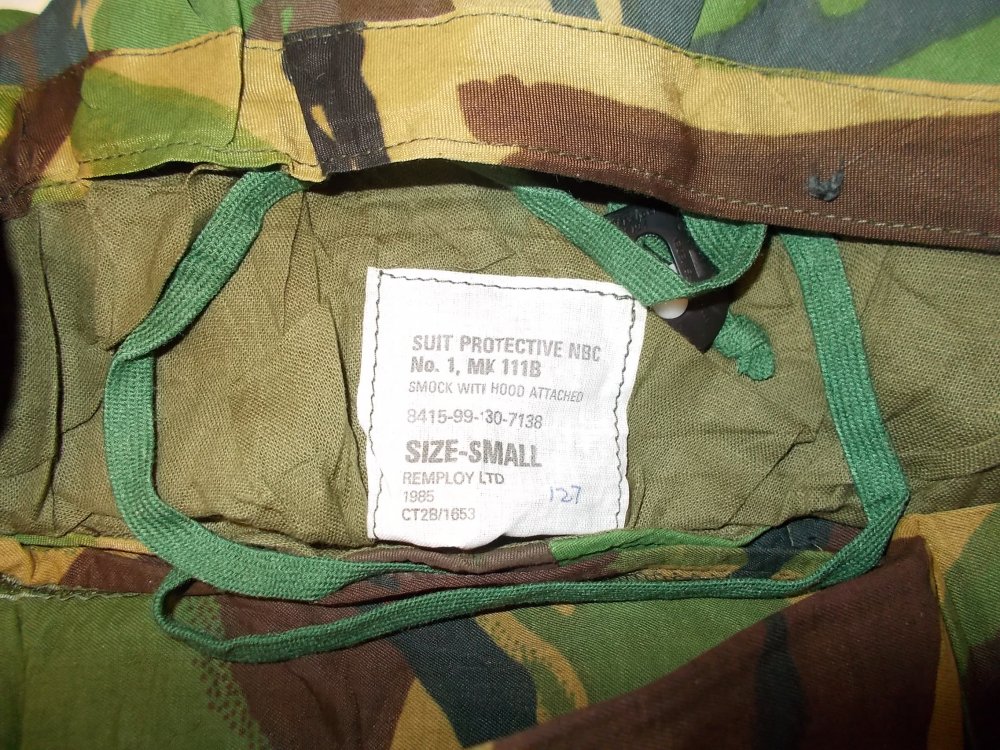 SUIT PROTECTIVE NBC
No. 1, MK 111B
SMOCK WITH HOOD ATTACHED
8415-99-130-7138
SIZE-SMALL
REMPLOY LTD
1985 127
CT2B/1653